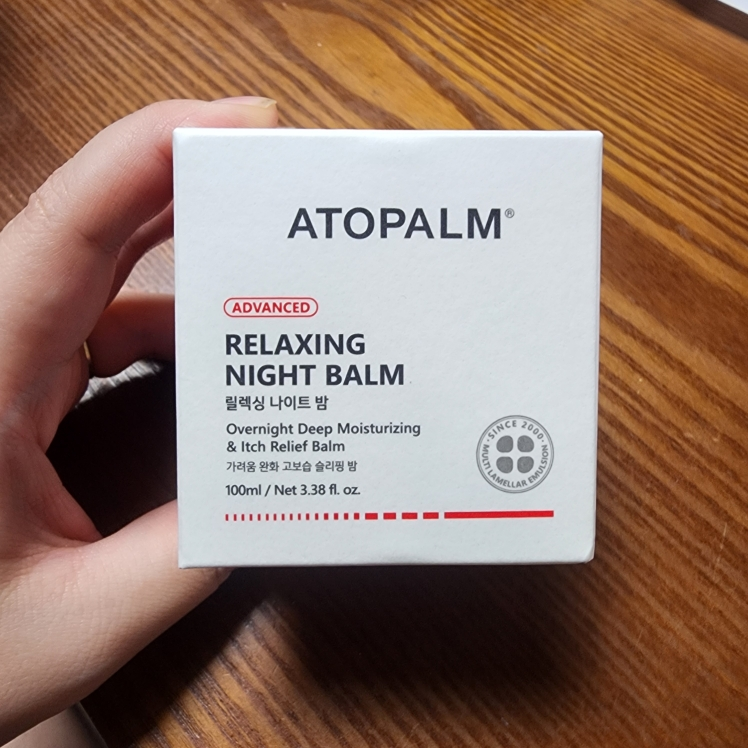 ATOPALM®
ADVANCED
RELAXING
NIGHT BALM
릴렉싱 나이트 밤
Overnight Deep Moisturizing
& Itch Relief Balm
가려움 완화 고보습 슬리핑 밤
100ml / Net 3.38 fl. oz.
·SINCE 2000·
MULTI LAMELLAR EMULSION